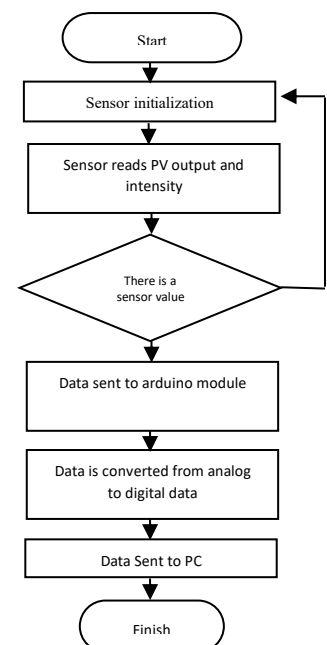 Start
Sensor initialization
Sensor reads PV output and
intensity
There is a
sensor value
Data sent to arduino module
Data is converted from analog
to digital data
Data Sent to PC
Finish